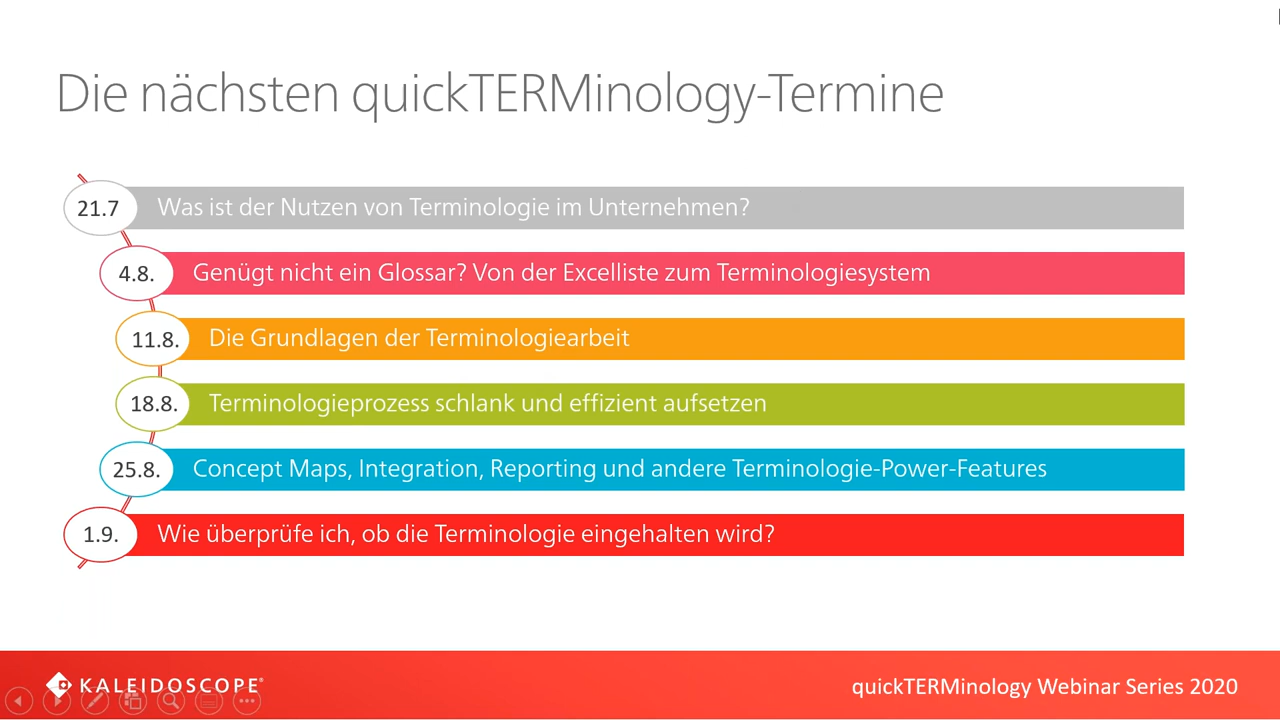 Die nächsten quickTERMinology-Termine
21.7 Was ist der Nutzen von Terminologie im Unternehmen?
4.8. Genügt nicht ein Glossar? Von der Excelliste zum Terminologiesystem
11.8. Die Grundlagen der Terminologiearbeit
18.8. Terminologieprozess schlank und effizient aufsetzen
25.8. Concept Maps, Integration, Reporting und andere Terminologie-Power-Features
1.9. Wie überprüfe ich, ob die Terminologie eingehalten wird?
KALEIDOSCOPE®
quickTERMinology Webinar Series 2020